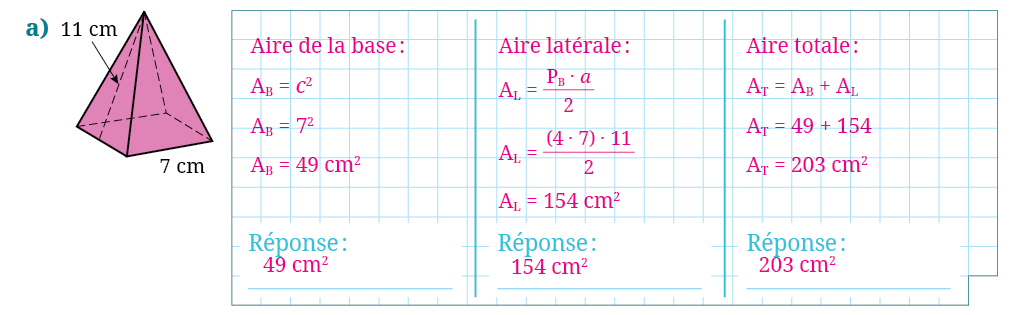 a) 11 cm
7 cm
Aire de la base :
A_B = c²
A_B = 7²
A_B = 49 cm²
Réponse :
49 cm²
Aire latérale :
A_L = (P_B · a) / 2
A_L = ((4 · 7) · 11) / 2
A_L = 154 cm²
Réponse :
154 cm²
Aire totale :
A_T = A_B + A_L
A_T = 49 + 154
A_T = 203 cm²
Réponse :
203 cm²